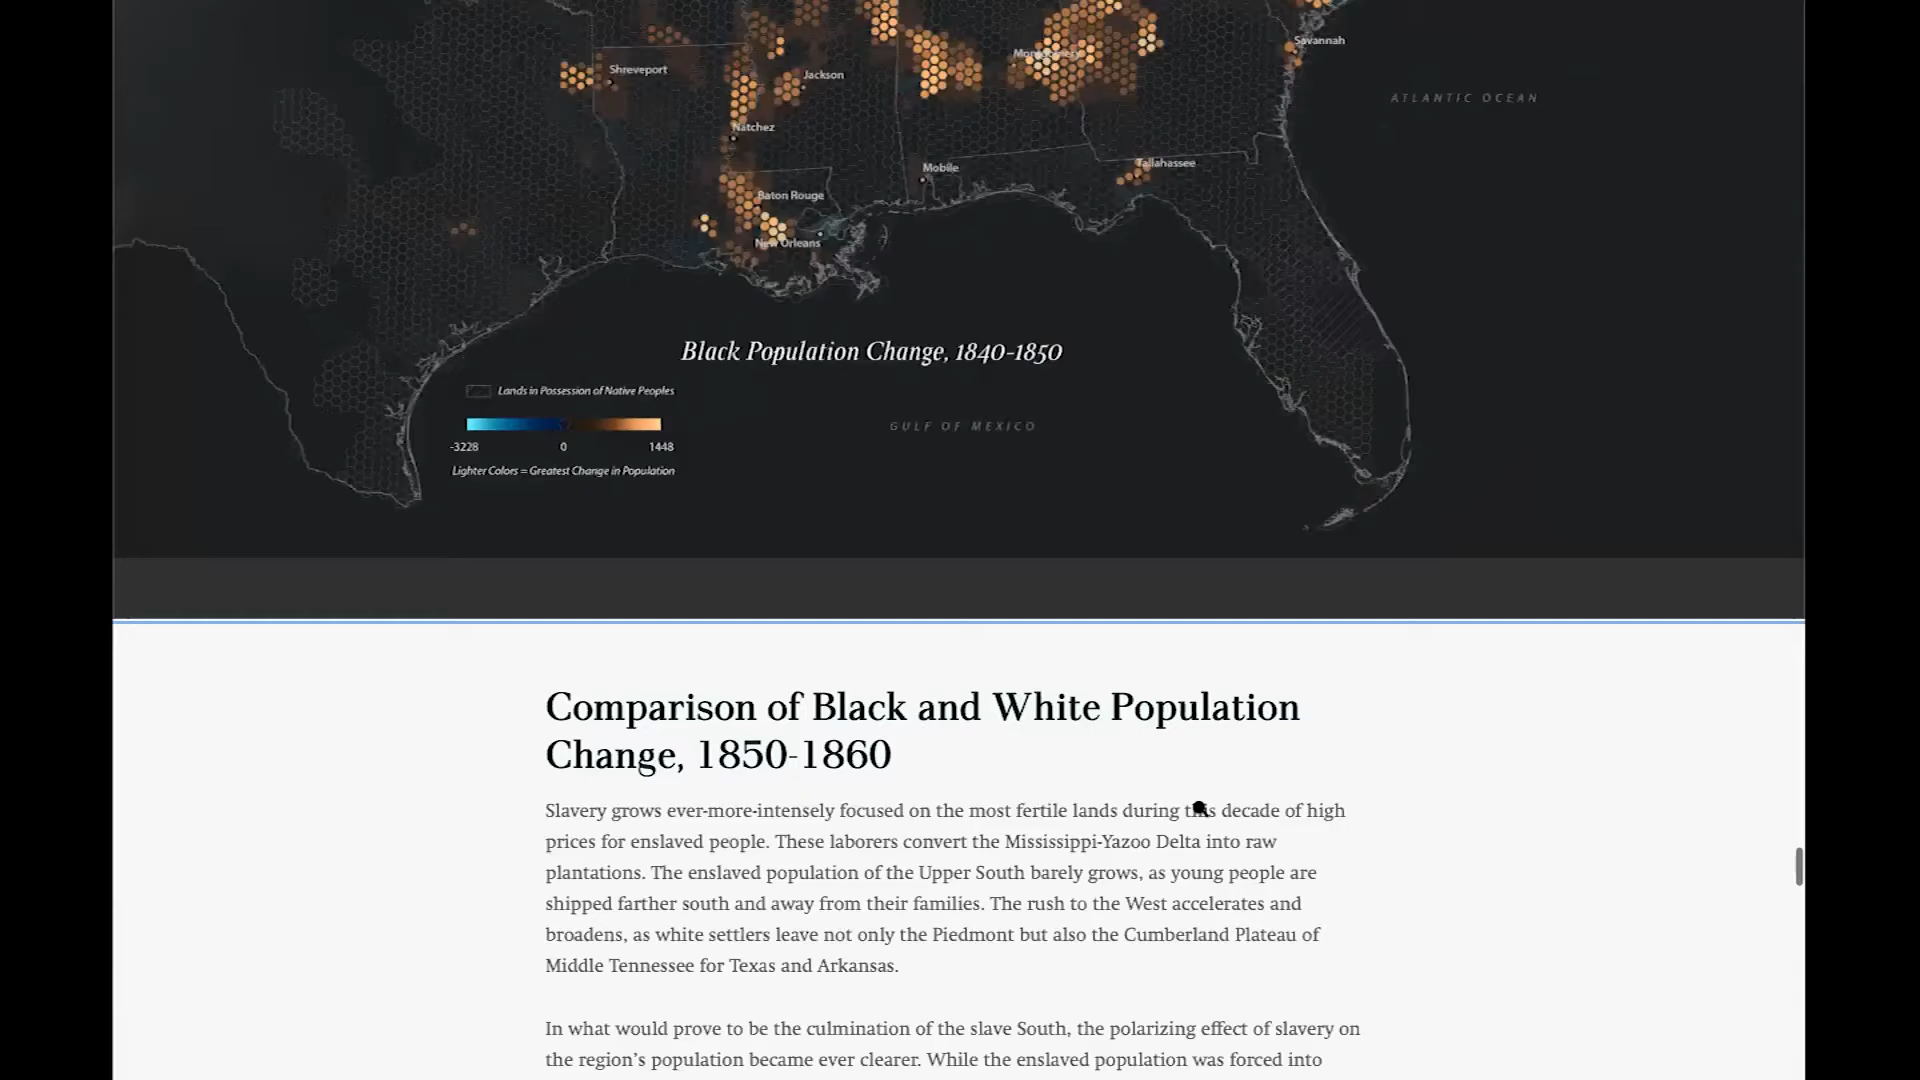 Savannah
Montgomery
Shreveport
Jackson
ATLANTIC OCEAN
Natchez
Tallahassee
Mobile
Baton Rouge
New Orleans
Black Population Change, 1840-1850
Lands in Possession of Native Peoples
GULF OF MEXICO
-3228 0 1448
Lighter Colors = Greatest Change in Population
Comparison of Black and White Population
Change, 1850-1860
Slavery grows ever-more-intensely focused on the most fertile lands during this decade of high
prices for enslaved people. These laborers convert the Mississippi-Yazoo Delta into raw
plantations. The enslaved population of the Upper South barely grows, as young people are
shipped farther south and away from their families. The rush to the West accelerates and
broadens, as white settlers leave not only the Piedmont but also the Cumberland Plateau of
Middle Tennessee for Texas and Arkansas.
In what would prove to be the culmination of the slave South, the polarizing effect of slavery on
the region's population became ever clearer. While the enslaved population was forced into